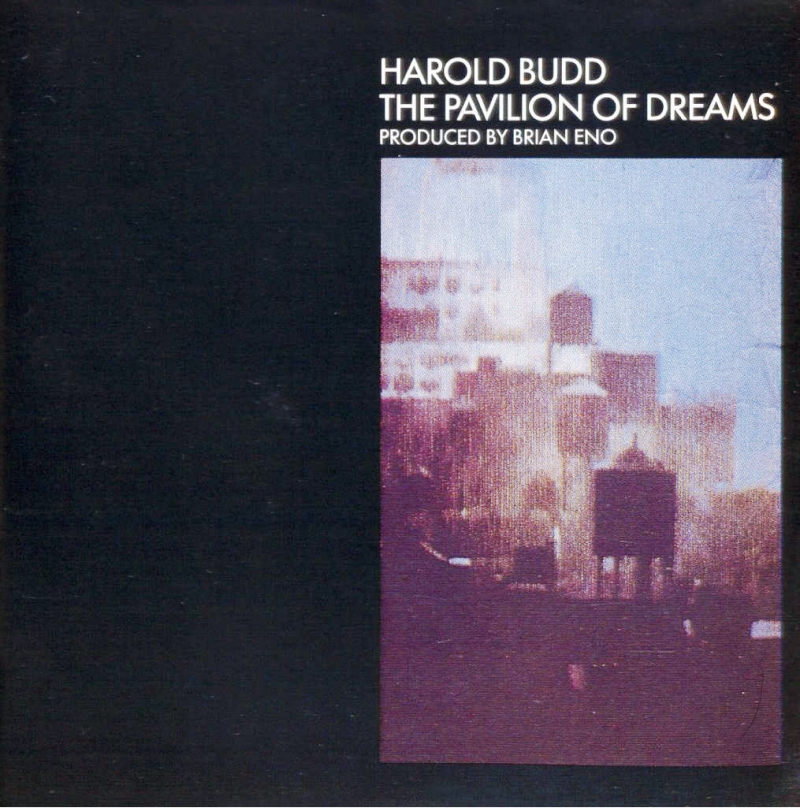 HAROLD BUDD
THE PAVILION OF DREAMS
PRODUCED BY BRIAN ENO